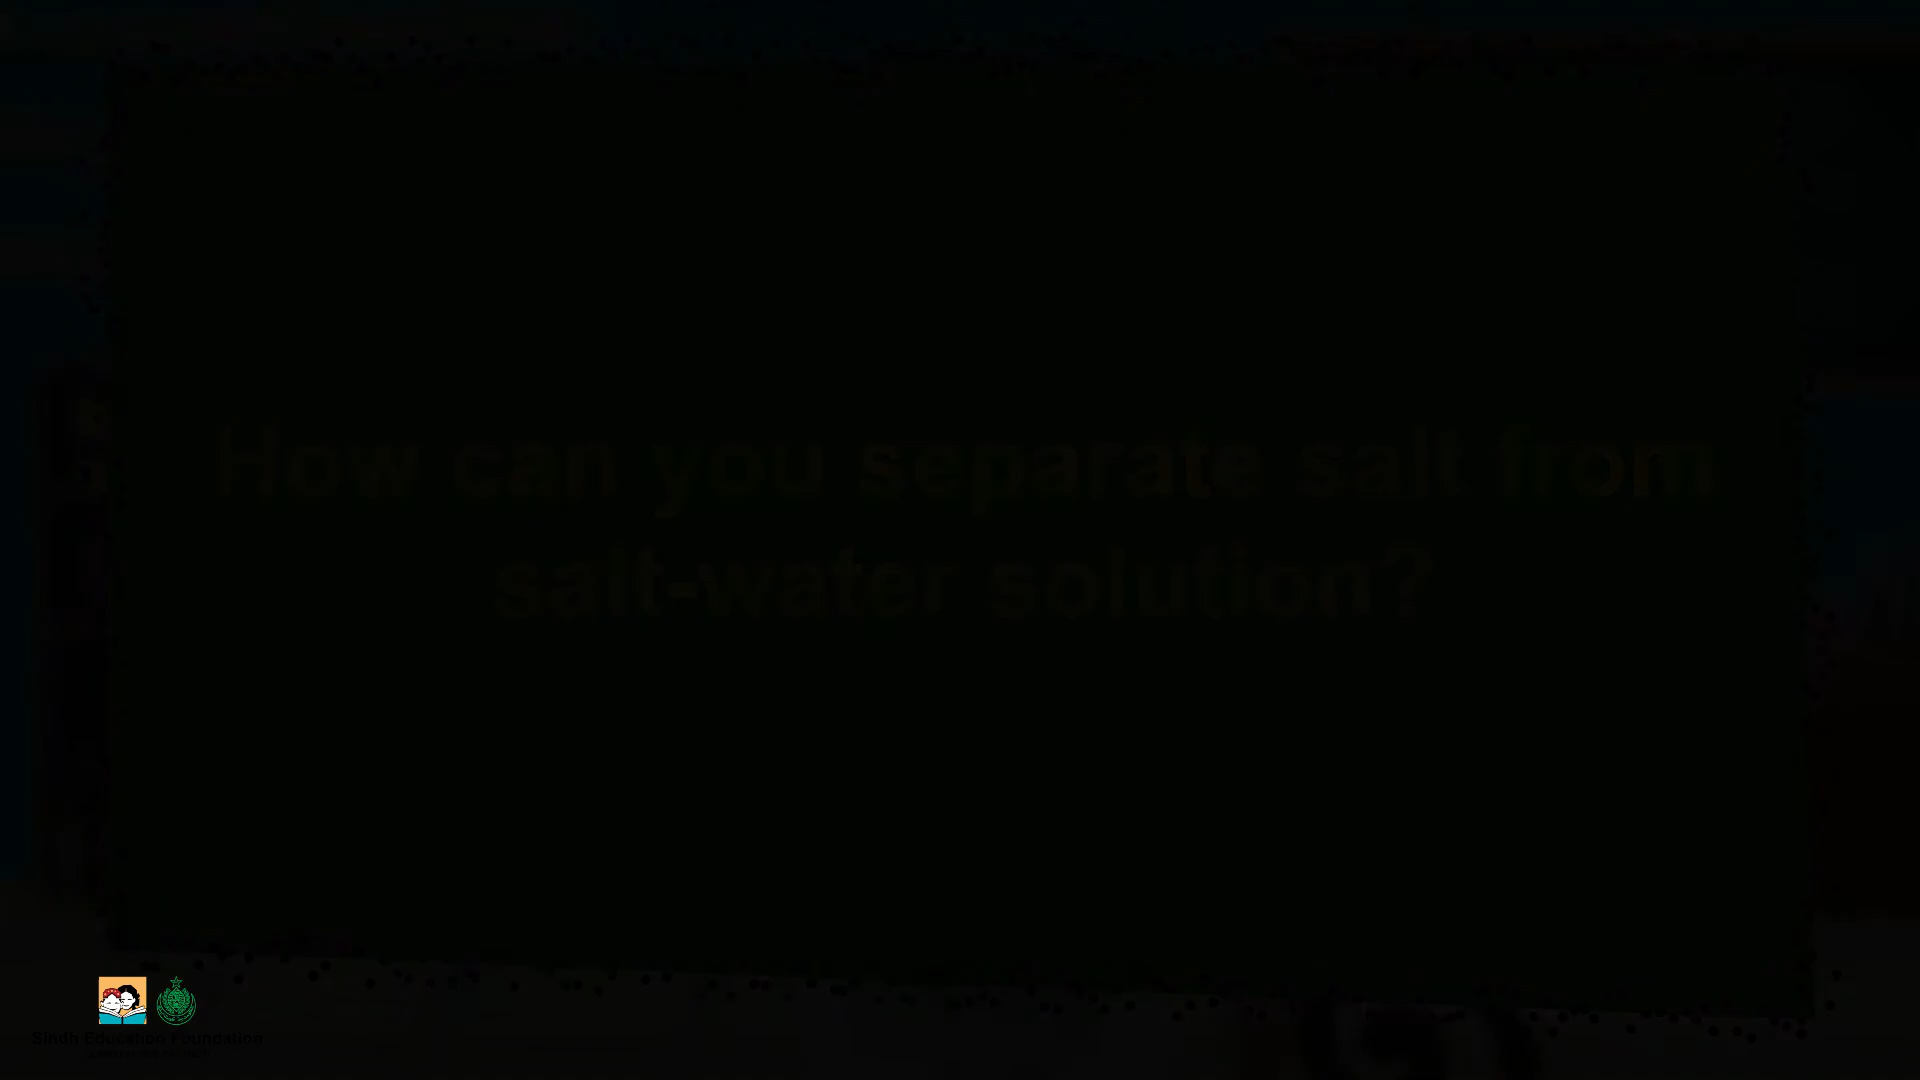 How can you separate salt from
salt-water solution?
Sindh Education Foundation